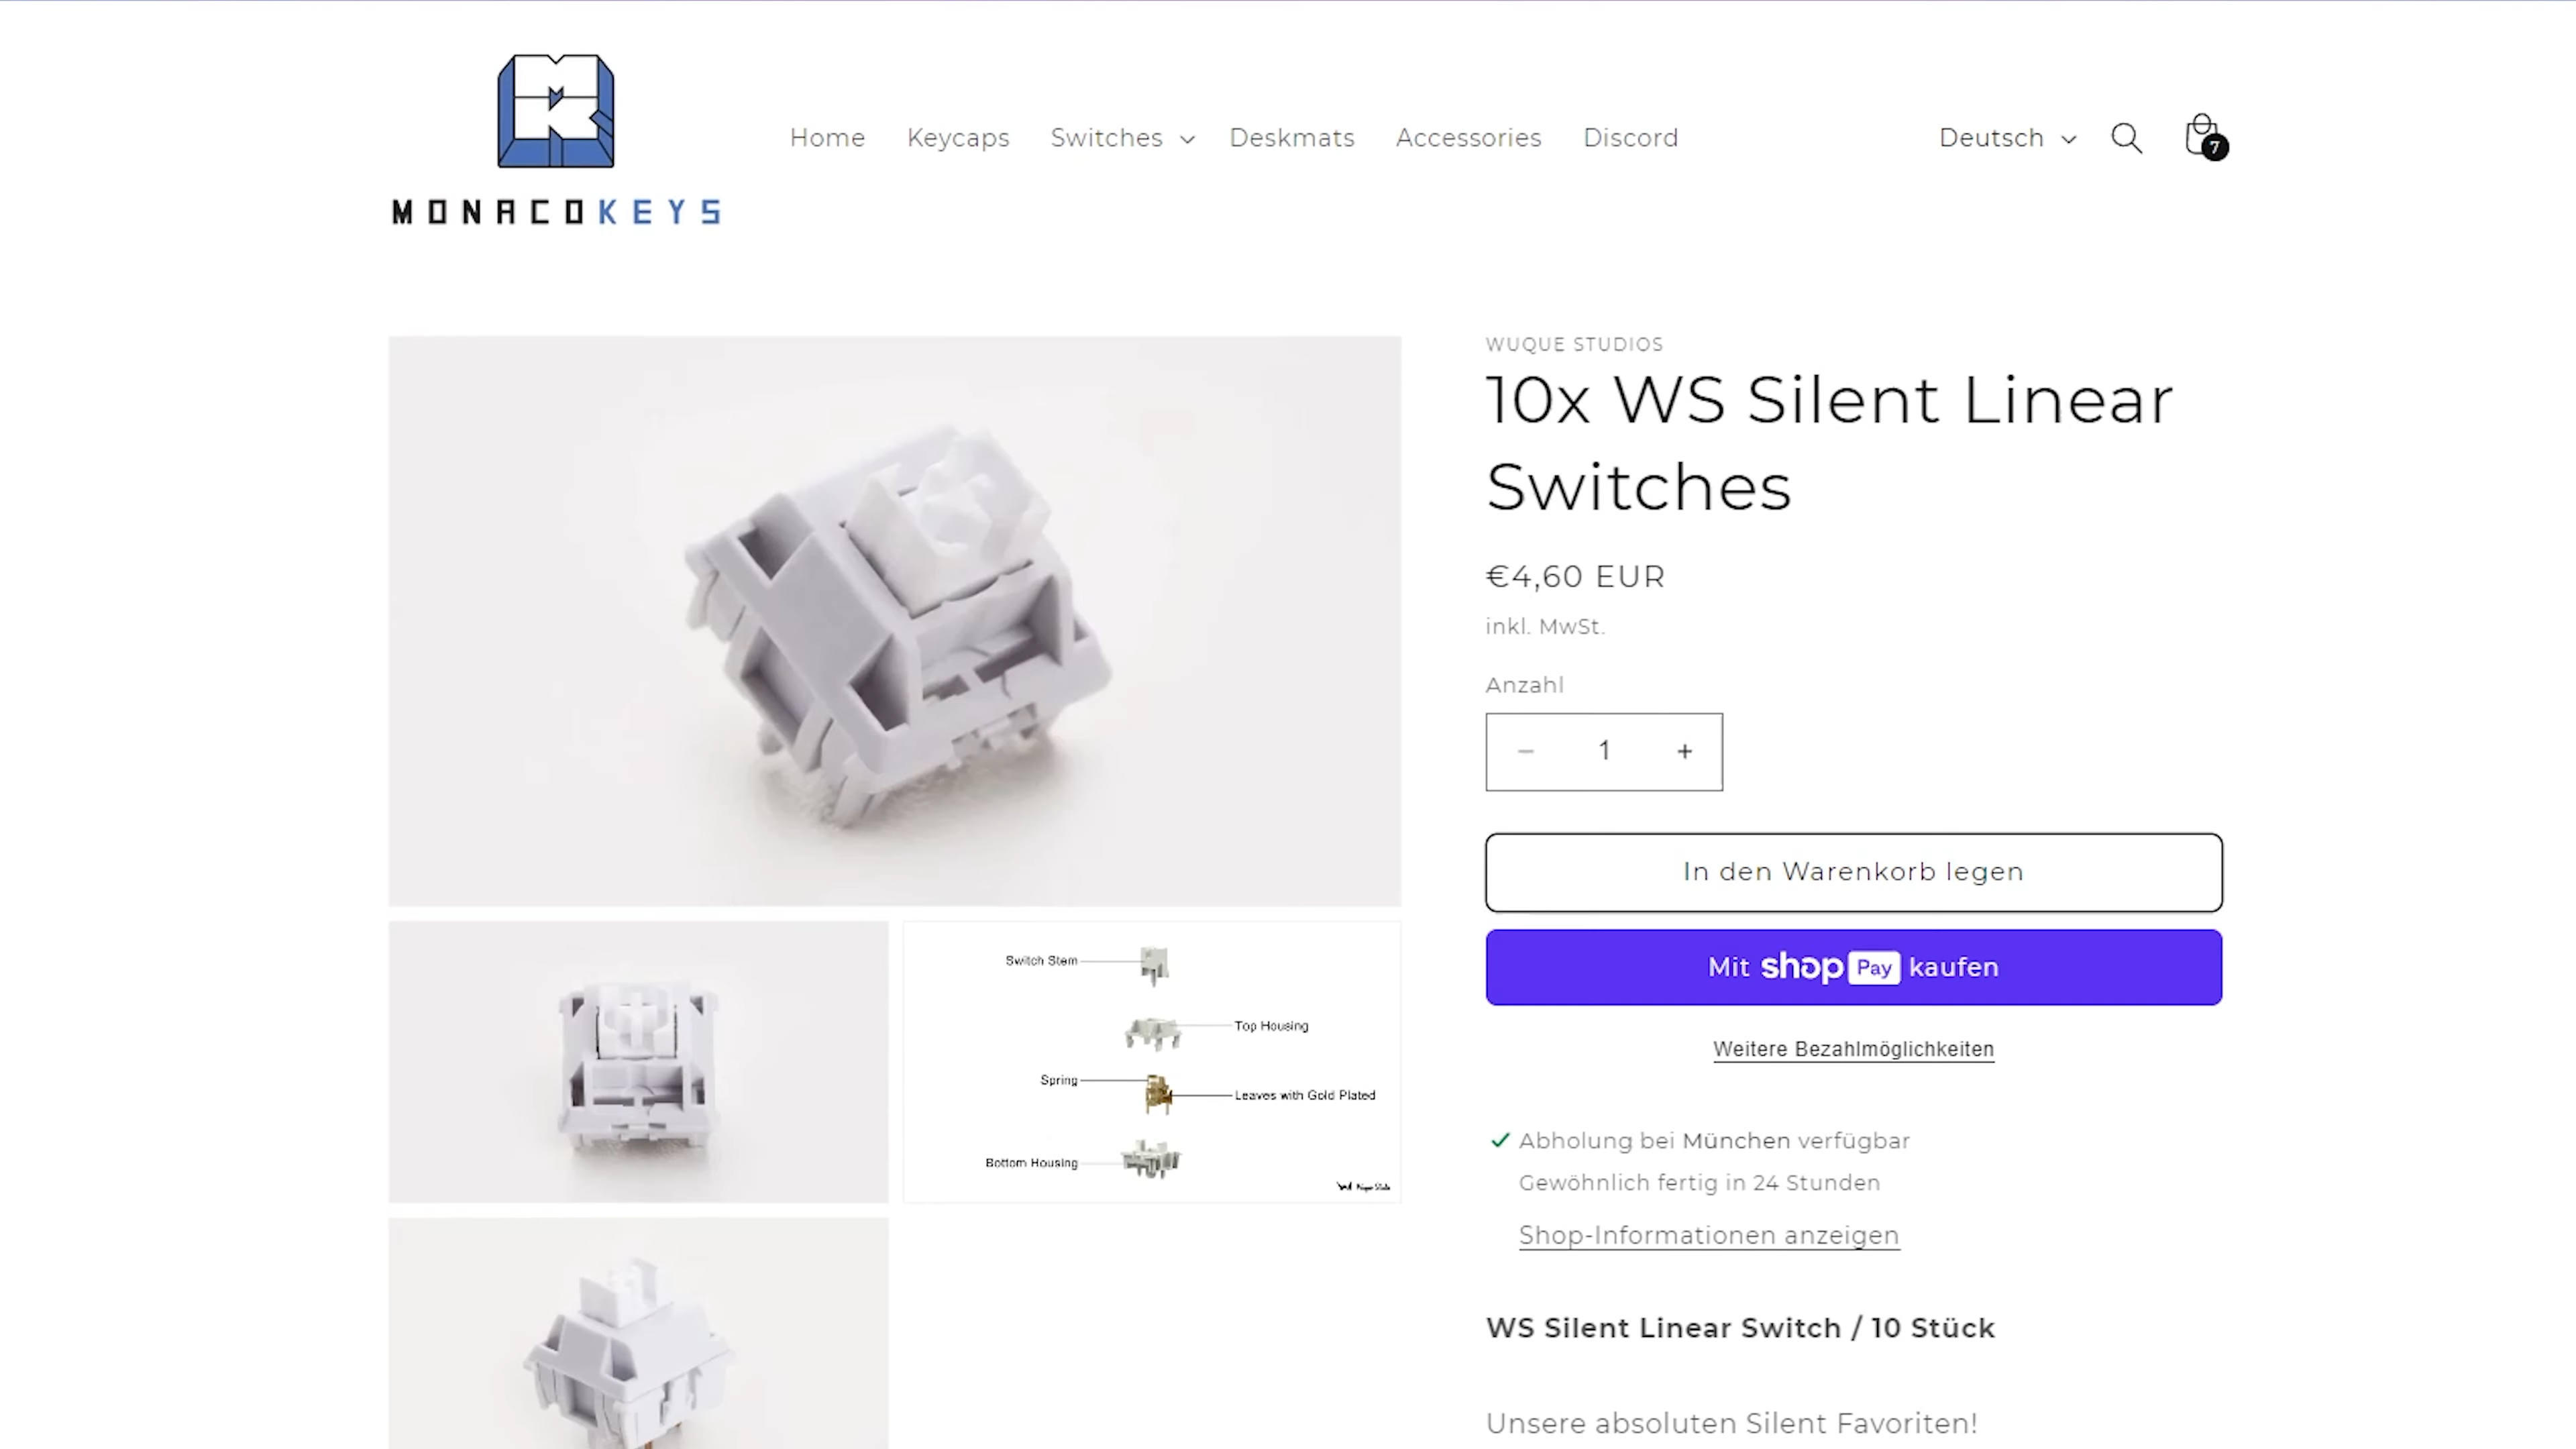 MONACOKEYS
Home Keycaps Switches Deskmats Accessories Discord
Deutsch
7
WUQUE STUDIOS
10x WS Silent Linear
Switches
€4,60 EUR
inkl. MwSt.
Anzahl
− 1 +
In den Warenkorb legen
Mit shop Pay kaufen
Weitere Bezahlmöglichkeiten
Abholung bei München verfügbar
Gewöhnlich fertig in 24 Stunden
Shop-Informationen anzeigen
WS Silent Linear Switch / 10 Stück
Unsere absoluten Silent Favoriten!
Switch Stem
Top Housing
Spring
Leaves with Gold Plated
Bottom Housing